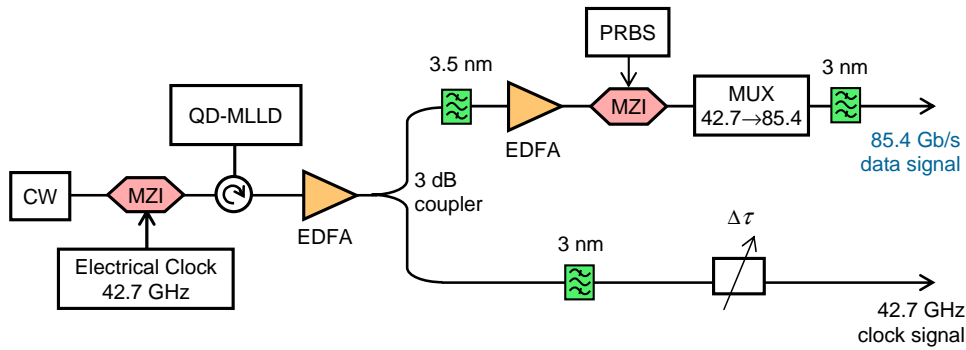 PRBS
3.5 nm
3 nm
QD-MLLD
MZI
MUX
42.7→85.4
EDFA
85.4 Gb/s
data signal
CW
MZI
3 dB
coupler
EDFA
Electrical Clock
42.7 GHz
3 nm
Δτ
42.7 GHz
clock signal